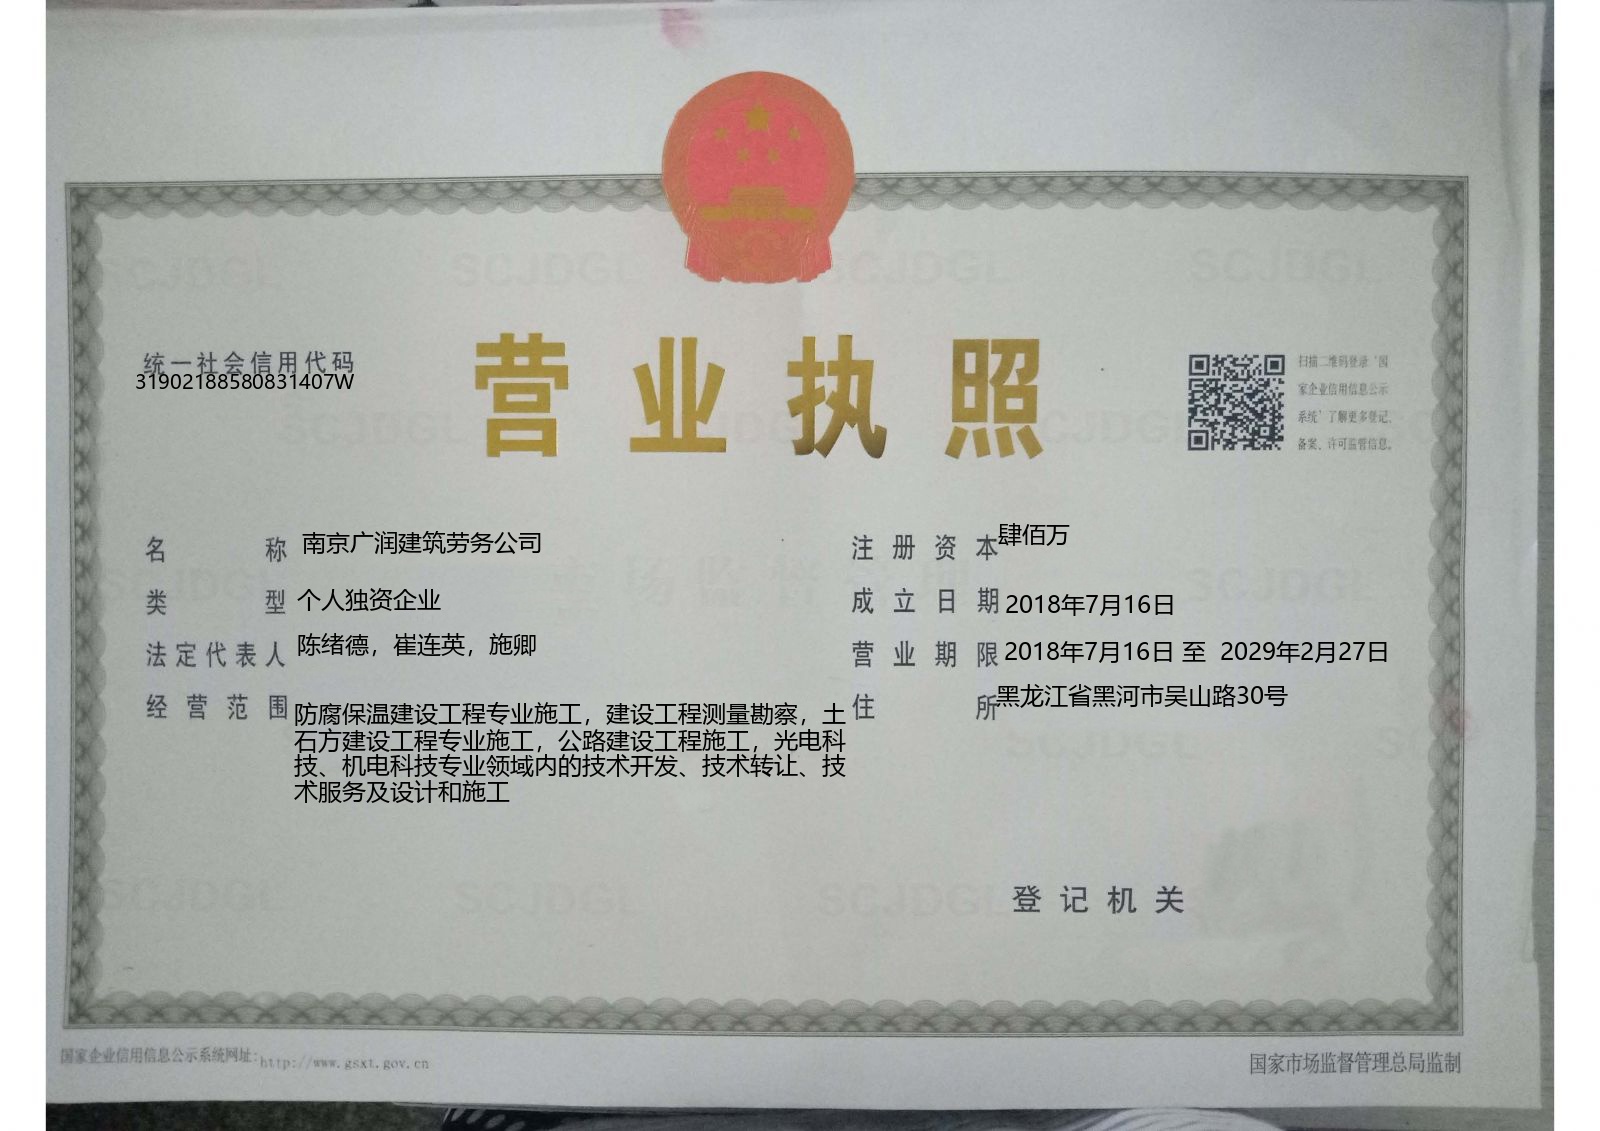 营业执照
统一社会信用代码
31902188580831407W
扫描二维码登录‘国
家企业信用信息公示
系统’了解更多登记、
备案、许可监管信息。
名称 南京广润建筑劳务公司
类型 个人独资企业
法定代表人 陈绪德，崔连英，施卿
经营范围 防腐保温建设工程专业施工，建设工程测量勘察，土
石方建设工程专业施工，公路建设工程施工，光电科
技、机电科技专业领域内的技术开发、技术转让、技
术服务及设计和施工
注册资本 肆佰万
成立日期 2018年7月16日
营业期限 2018年7月16日 至 2029年2月27日
住所 黑龙江省黑河市吴山路30号
登记机关
国家企业信用信息公示系统网址：http://www.gsxt.gov.cn
国家市场监督管理总局监制